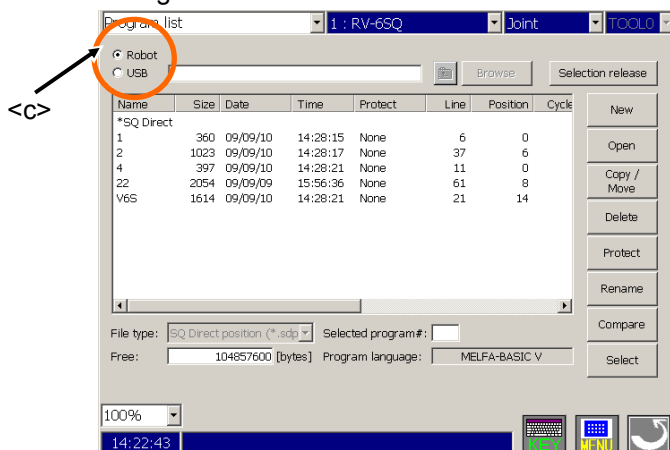 Program list 1 : RV-6SQ Joint TOOL0
Robot
USB Browse Selection release
<c>
Name Size Date Time Protect Line Position Cycle
*SQ Direct
1 360 09/09/10 14:28:15 None 6 0
2 1023 09/09/10 14:28:17 None 37 6
4 397 09/09/10 14:28:21 None 11 0
22 2054 09/09/09 15:56:36 None 61 8
V6S 1614 09/09/10 14:28:21 None 21 14
New
Open
Copy /
Move
Delete
Protect
Rename
Compare
Select
File type: SQ Direct position (*.sdp Selected program#:
Free: 104857600 [bytes] Program language: MELFA-BASIC V
100%
14:22:43 KEY MENU